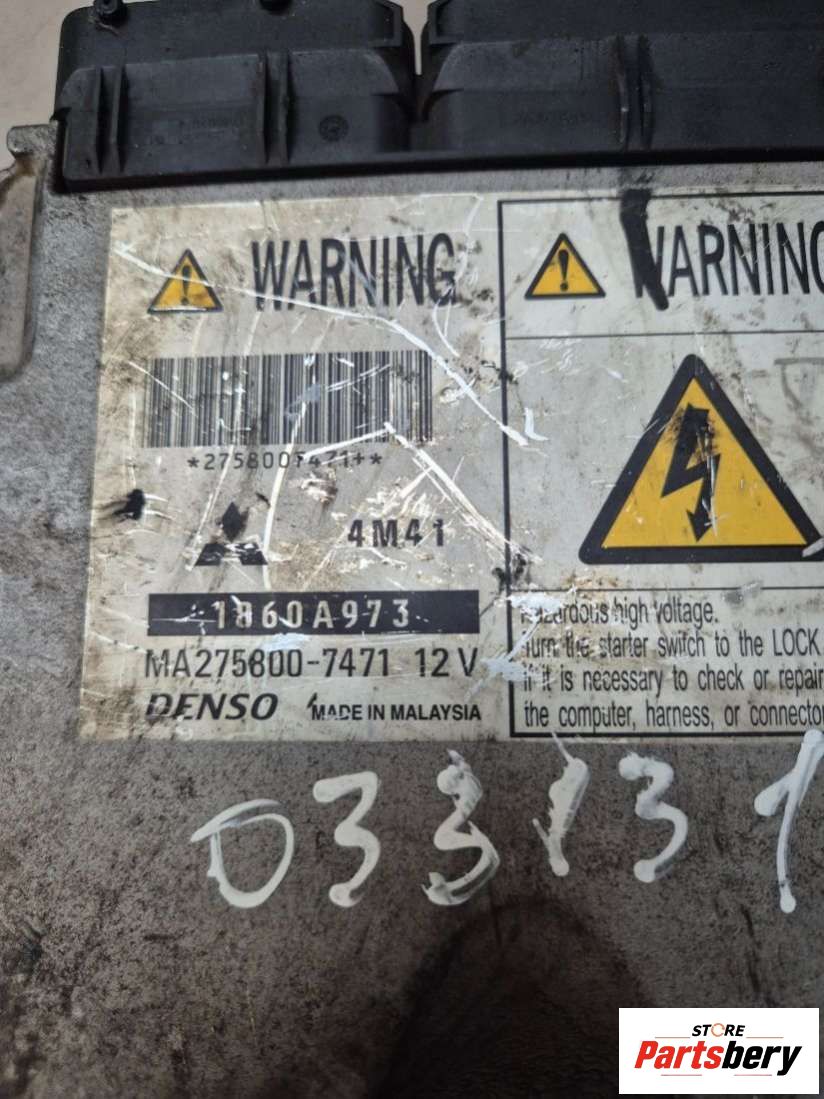 WARNING
*2758007471+*
4M41
1860A973
MA275800-7471 12V
DENSO MADE IN MALAYSIA
WARNING
Hazardous high voltage.
Turn the starter switch to the LOCK
if it is necessary to check or repair
the computer, harness, or connector
033131
STORE
Partsbery